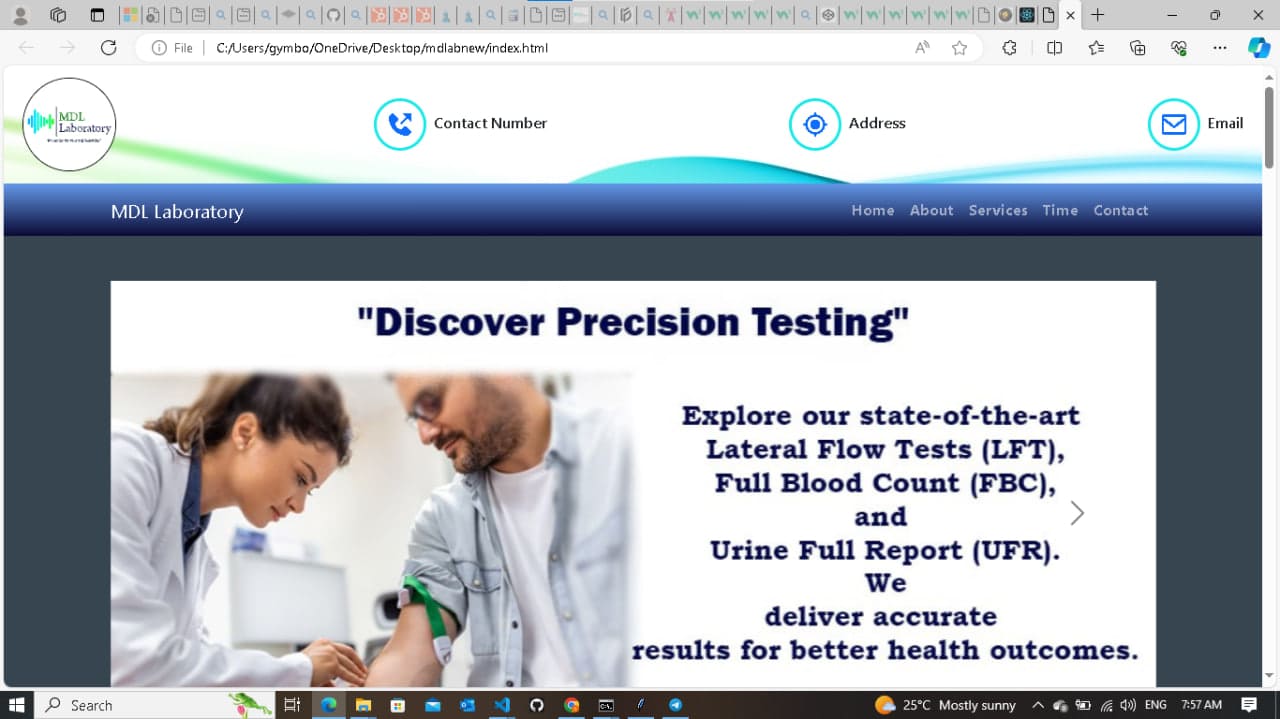 File
C:/Users/gymbo/OneDrive/Desktop/mdlabnew/index.html
MDL
Laboratory
Contact Number
Address
Email
MDL Laboratory
Home About Services Time Contact
"Discover Precision Testing"
Explore our state-of-the-art
Lateral Flow Tests (LFT),
Full Blood Count (FBC),
and
Urine Full Report (UFR).
We
deliver accurate
results for better health outcomes.
Search
25°C Mostly sunny
ENG
7:57 AM